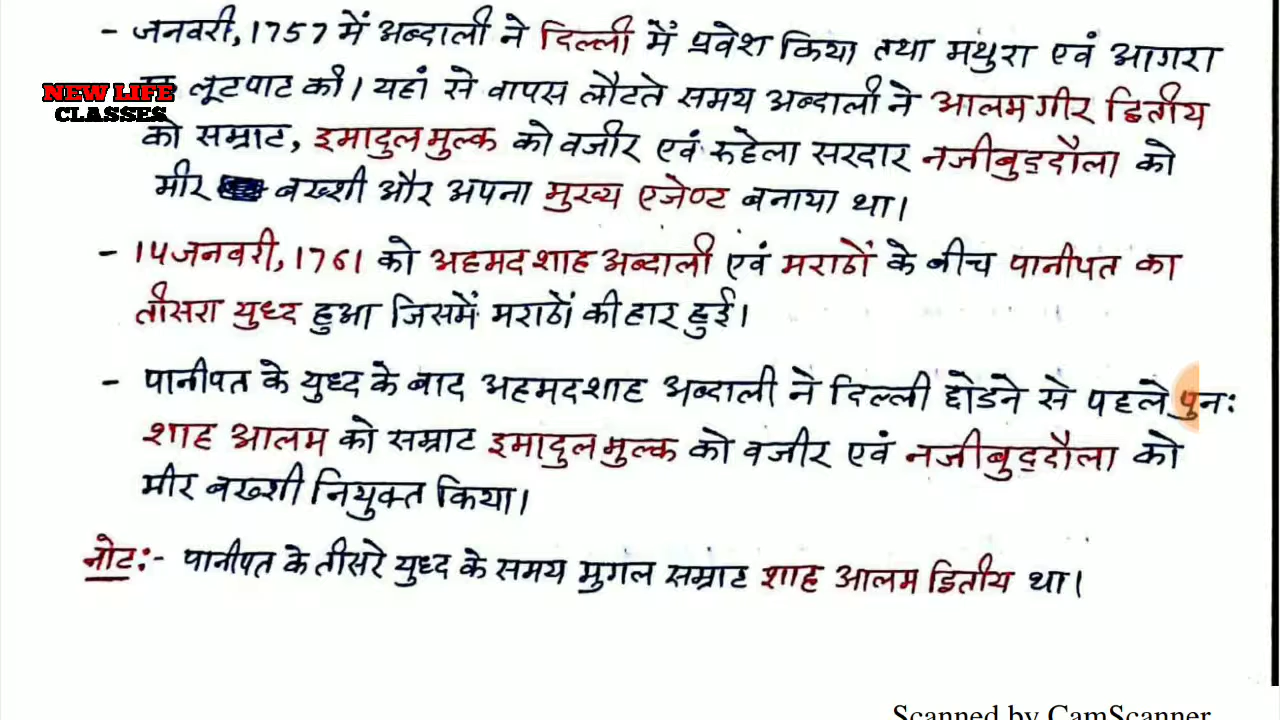 - जनवरी, 1757 में अब्दाली ने दिल्ली में प्रवेश किया तथा मथुरा एवं आगरा
NEW LIFE
CLASSES
लूटपाट की। यहां से वापस लौटते समय अब्दाली ने आलमगीर द्वितीय
को सम्राट, इमादुलमुल्क को वजीर एवं रुहेला सरदार नजीबुद्दौला को
मीर बख्शी और अपना मुख्य एजेण्ट बनाया था।
- 14 जनवरी, 1761 को अहमदशाह अब्दाली एवं मराठों के बीच पानीपत का
तीसरा युध्द हुआ जिसमें मराठों की हार हुई।
- पानीपत के युध्द के बाद अहमदशाह अब्दाली ने दिल्ली छोडने से पहले पुनः
शाह आलम को सम्राट इमादुलमुल्क को वजीर एवं नजीबुद्दौला को
मीर बख्शी नियुक्त किया।
नोट:- पानीपत के तीसरे युध्द के समय मुगल सम्राट शाह आलम द्वितीय था।
Scanned by CamScanner